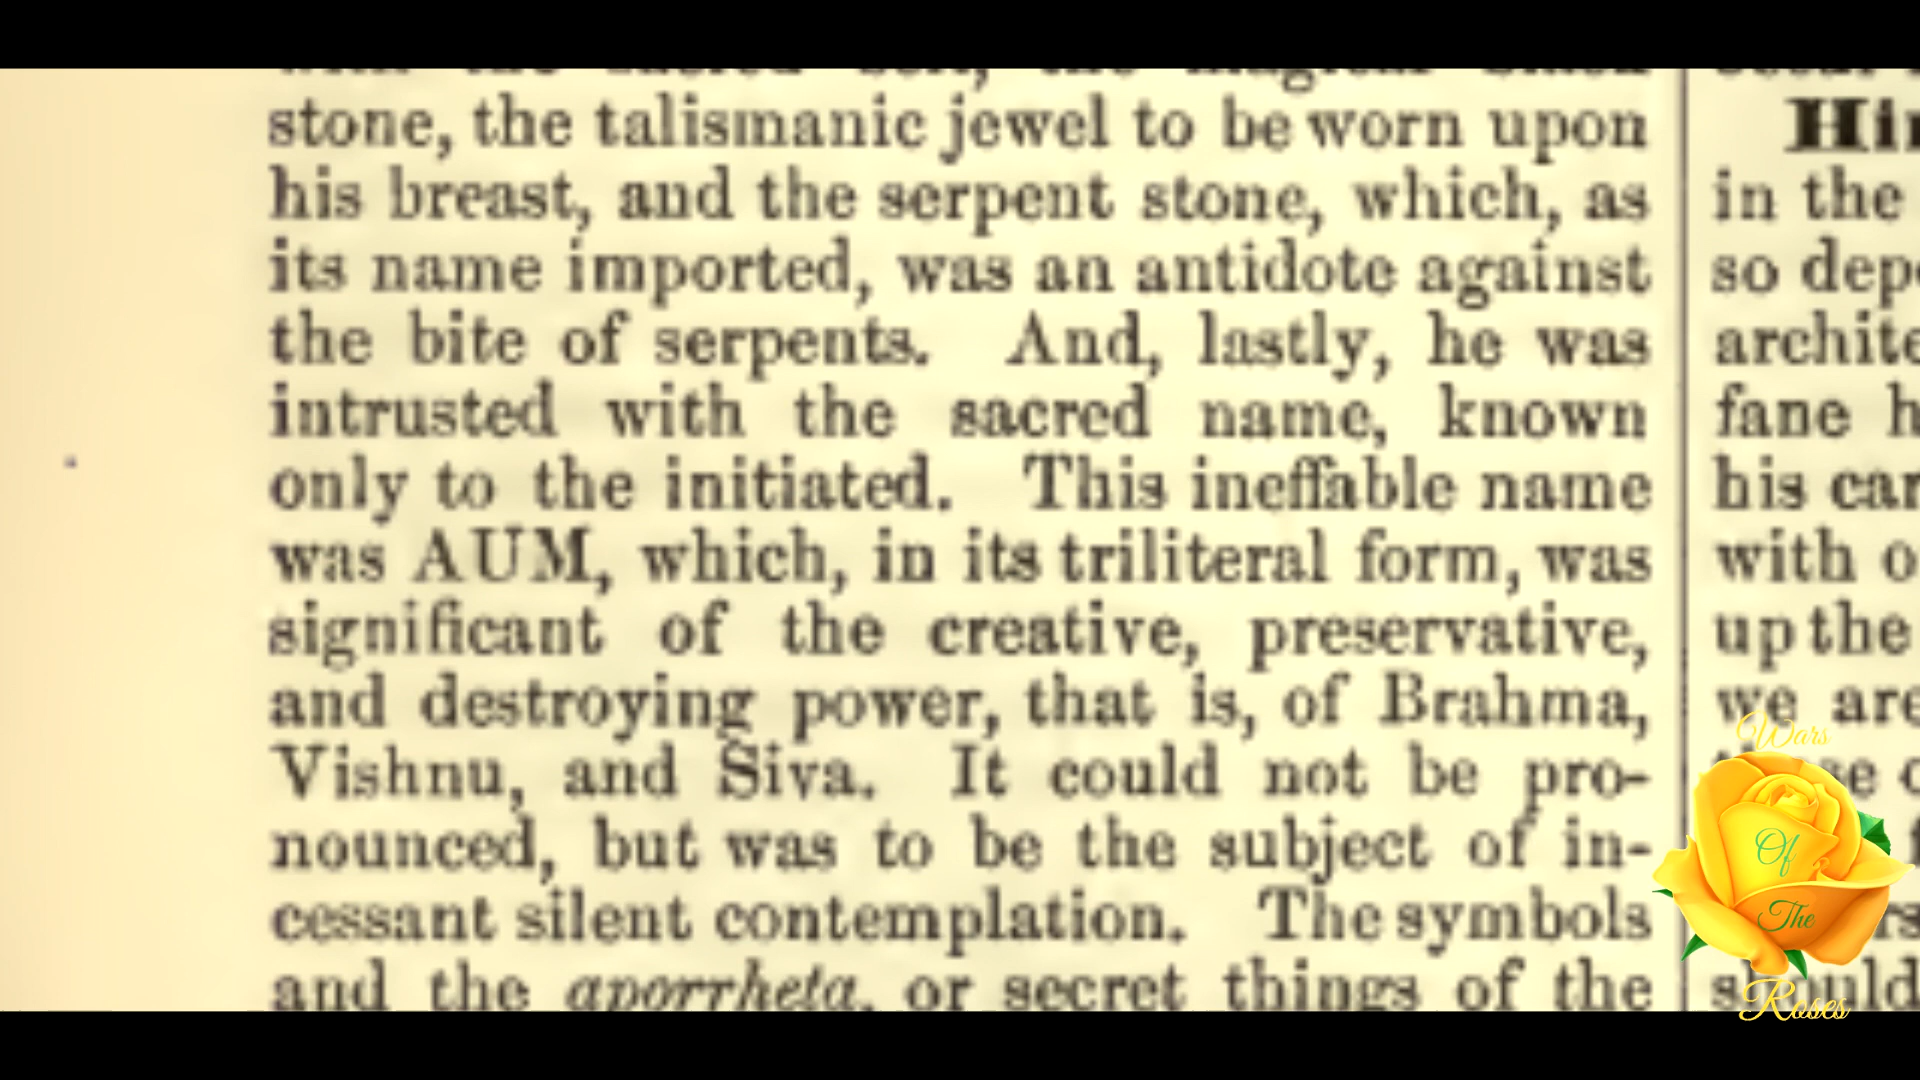 stone, the talismanic jewel to be worn upon
his breast, and the serpent stone, which, as
its name imported, was an antidote against
the bite of serpents. And, lastly, he was
intrusted with the sacred name, known
only to the initiated. This ineffable name
was AUM, which, in its triliteral form, was
significant of the creative, preservative,
and destroying power, that is, of Brahma,
Vishnu, and Siva. It could not be pro-
nounced, but was to be the subject of in-
cessant silent contemplation. The symbols
and the aporrheta, or secret things of the
in the
so
fane
his
with
up the
we are
should
Wars
Of
The
Roses